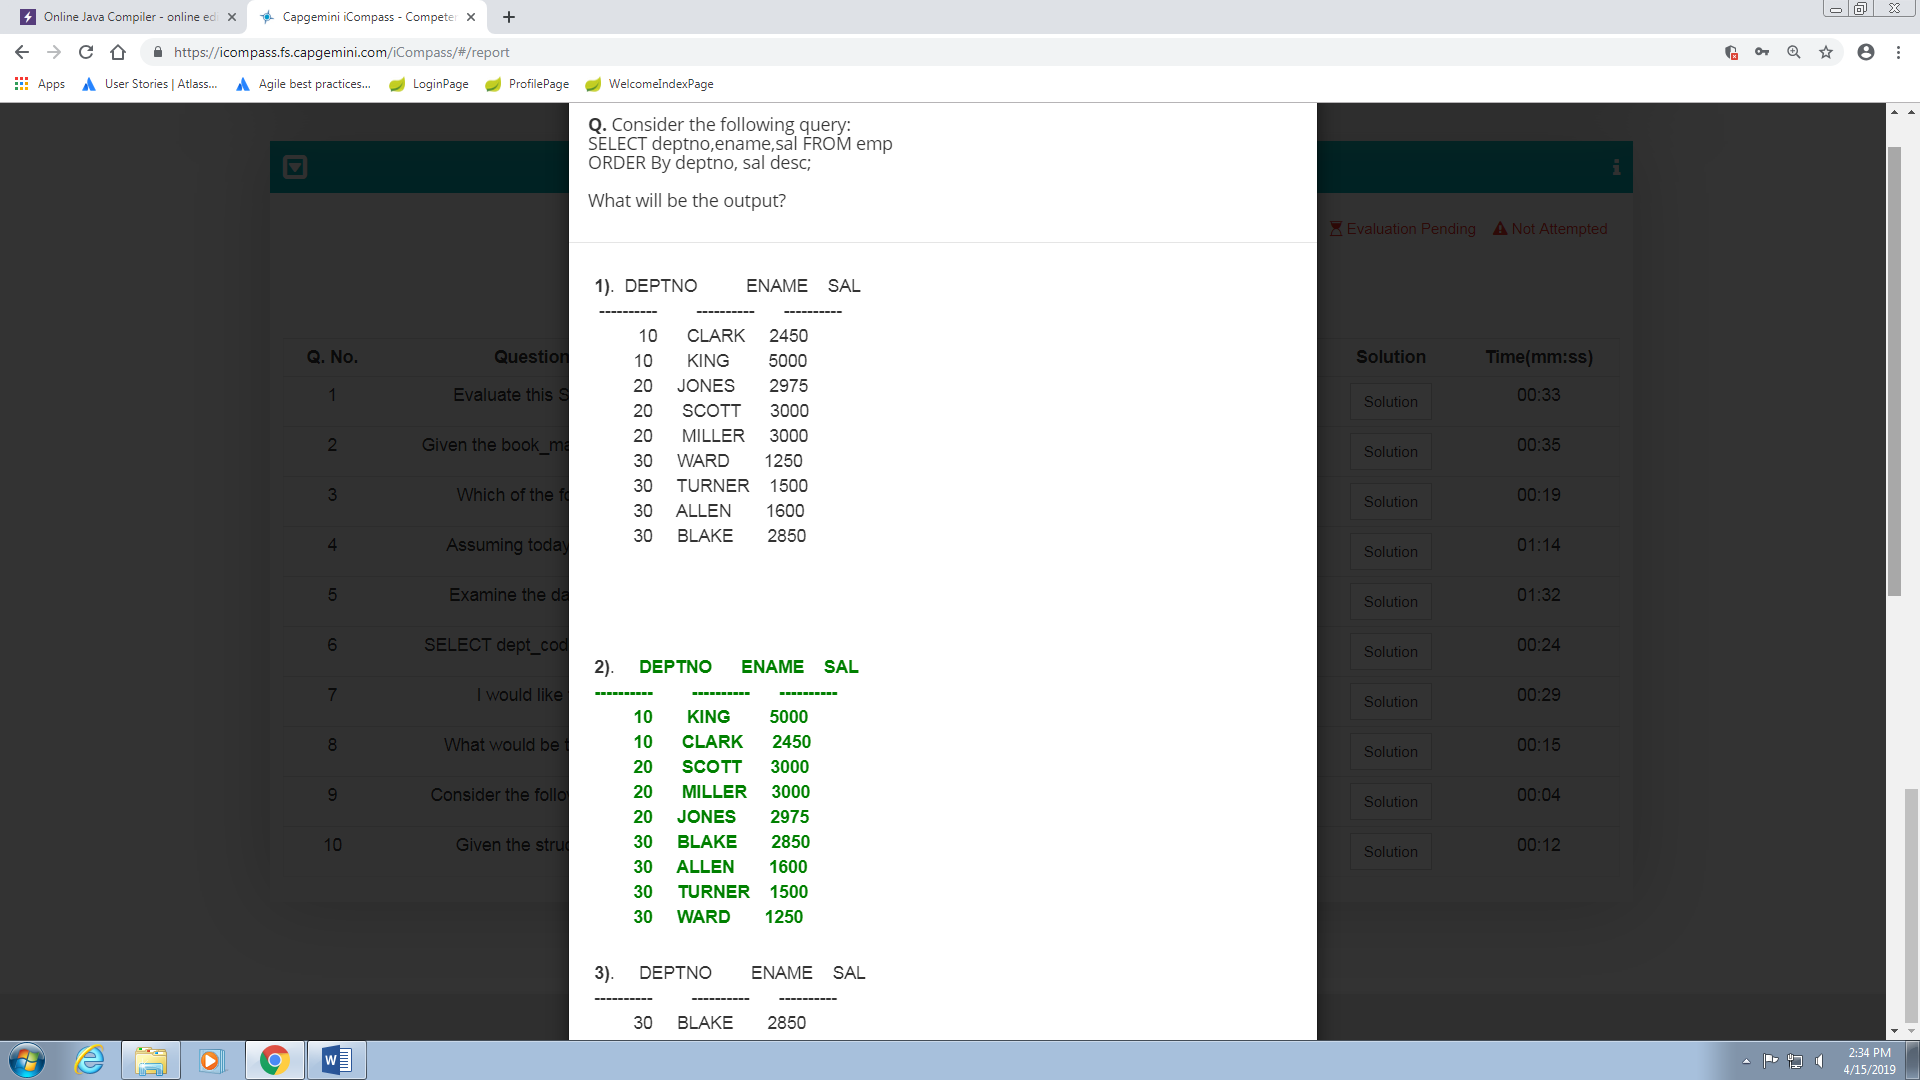 Online Java Compiler - online edi
Capgemini iCompass - Competen
https://icompass.fs.capgemini.com/iCompass/#/report
Apps
User Stories | Atlass...
Agile best practices...
LoginPage
ProfilePage
WelcomeIndexPage
Q. Consider the following query:
SELECT deptno,ename,sal FROM emp
ORDER By deptno, sal desc;
What will be the output?
Evaluation Pending
Not Attempted
1). DEPTNO ENAME SAL
---------- ---------- ----------
10 CLARK 2450
10 KING 5000
20 JONES 2975
20 SCOTT 3000
20 MILLER 3000
30 WARD 1250
30 TURNER 1500
30 ALLEN 1600
30 BLAKE 2850
2). DEPTNO ENAME SAL
---------- ---------- ----------
10 KING 5000
10 CLARK 2450
20 SCOTT 3000
20 MILLER 3000
20 JONES 2975
30 BLAKE 2850
30 ALLEN 1600
30 TURNER 1500
30 WARD 1250
3). DEPTNO ENAME SAL
---------- ---------- ----------
30 BLAKE 2850
Q. No. Question Solution Time(mm:ss)
1 Evaluate this S Solution 00:33
2 Given the book_ma Solution 00:35
3 Which of the fo Solution 00:19
4 Assuming today Solution 01:14
5 Examine the da Solution 01:32
6 SELECT dept_cod Solution 00:24
7 I would like Solution 00:29
8 What would be t Solution 00:15
9 Consider the follo Solution 00:04
10 Given the struc Solution 00:12
2:34 PM
4/15/2019